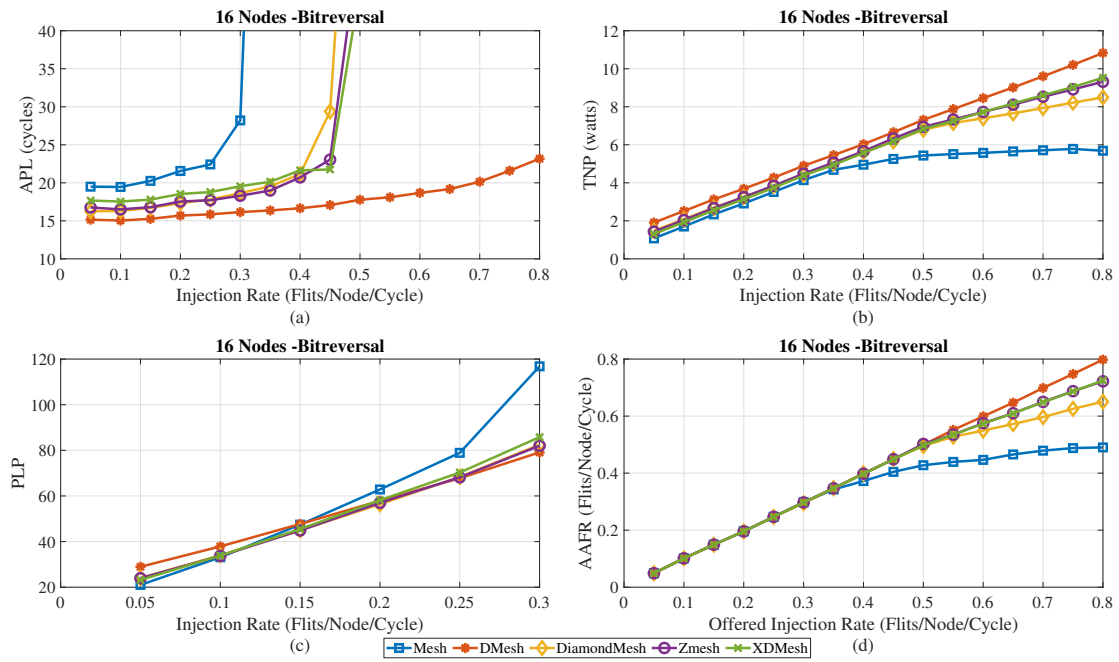 16 Nodes -Bitreversal
APL (cycles)
40
35
30
25
20
15
10
0 0.1 0.2 0.3 0.4 0.5 0.6 0.7 0.8
Injection Rate (Flits/Node/Cycle)
(a)
16 Nodes -Bitreversal
TNP (watts)
12
10
8
6
4
2
0
0 0.1 0.2 0.3 0.4 0.5 0.6 0.7 0.8
Injection Rate (Flits/Node/Cycle)
(b)
16 Nodes -Bitreversal
PLP
120
100
80
60
40
20
0 0.05 0.1 0.15 0.2 0.25 0.3
Injection Rate (Flits/Node/Cycle)
(c)
16 Nodes -Bitreversal
AAFR (Flits/Node/Cycle)
0.8
0.6
0.4
0.2
0
0 0.1 0.2 0.3 0.4 0.5 0.6 0.7 0.8
Offered Injection Rate (Flits/Node/Cycle)
(d)
Mesh DMesh DiamondMesh Zmesh XDMesh